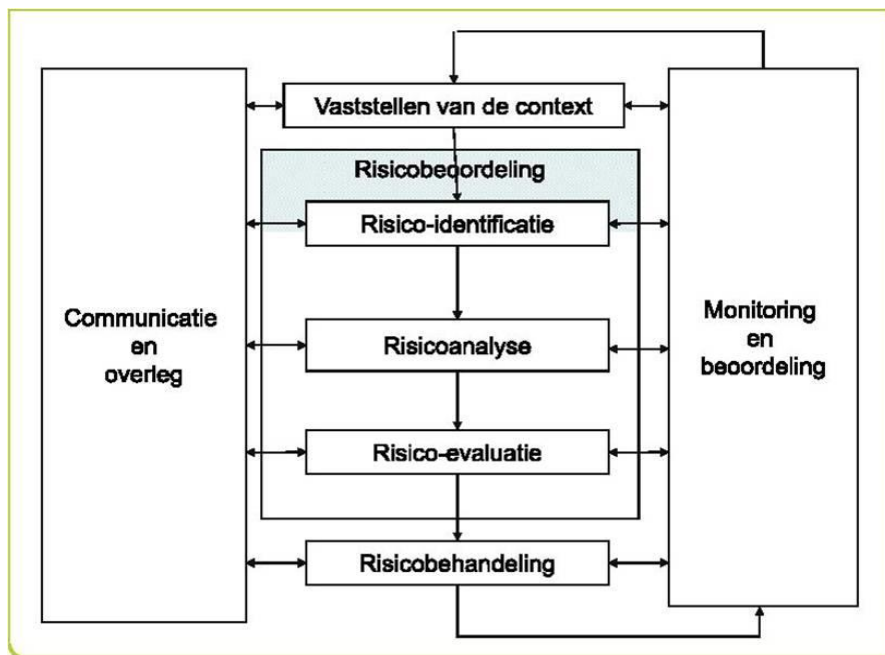 Vaststellen van de context
Risicobeoordeling
Risico-identificatie
Communicatie
en
overleg
Risicoanalyse
Monitoring
en
beoordeling
Risico-evaluatie
Risicobehandeling